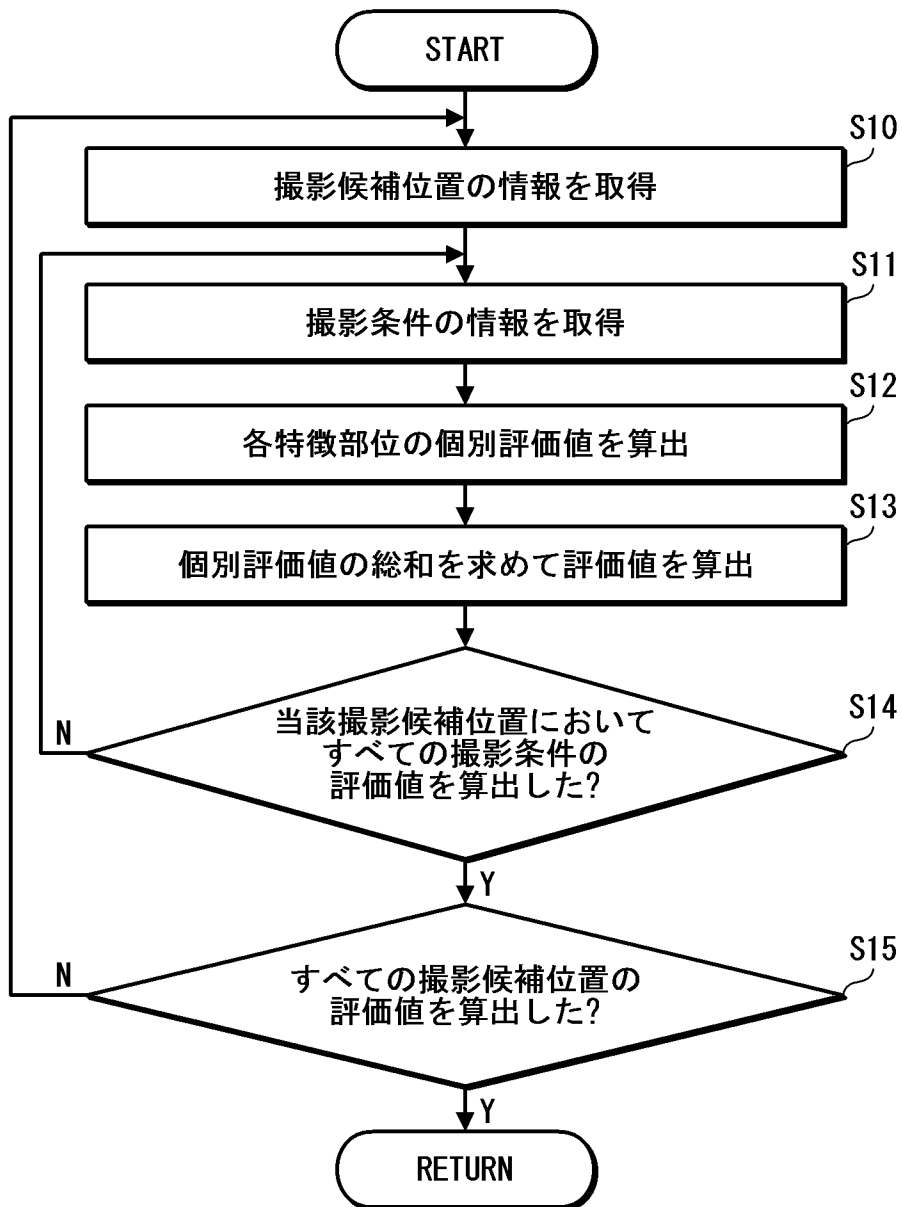 START
S10
撮影候補位置の情報を取得
S11
撮影条件の情報を取得
S12
各特徴部位の個別評価値を算出
S13
個別評価値の総和を求めて評価値を算出
S14
当該撮影候補位置において
すべての撮影条件の
評価値を算出した?
N
Y
S15
すべての撮影候補位置の
評価値を算出した?
N
Y
RETURN